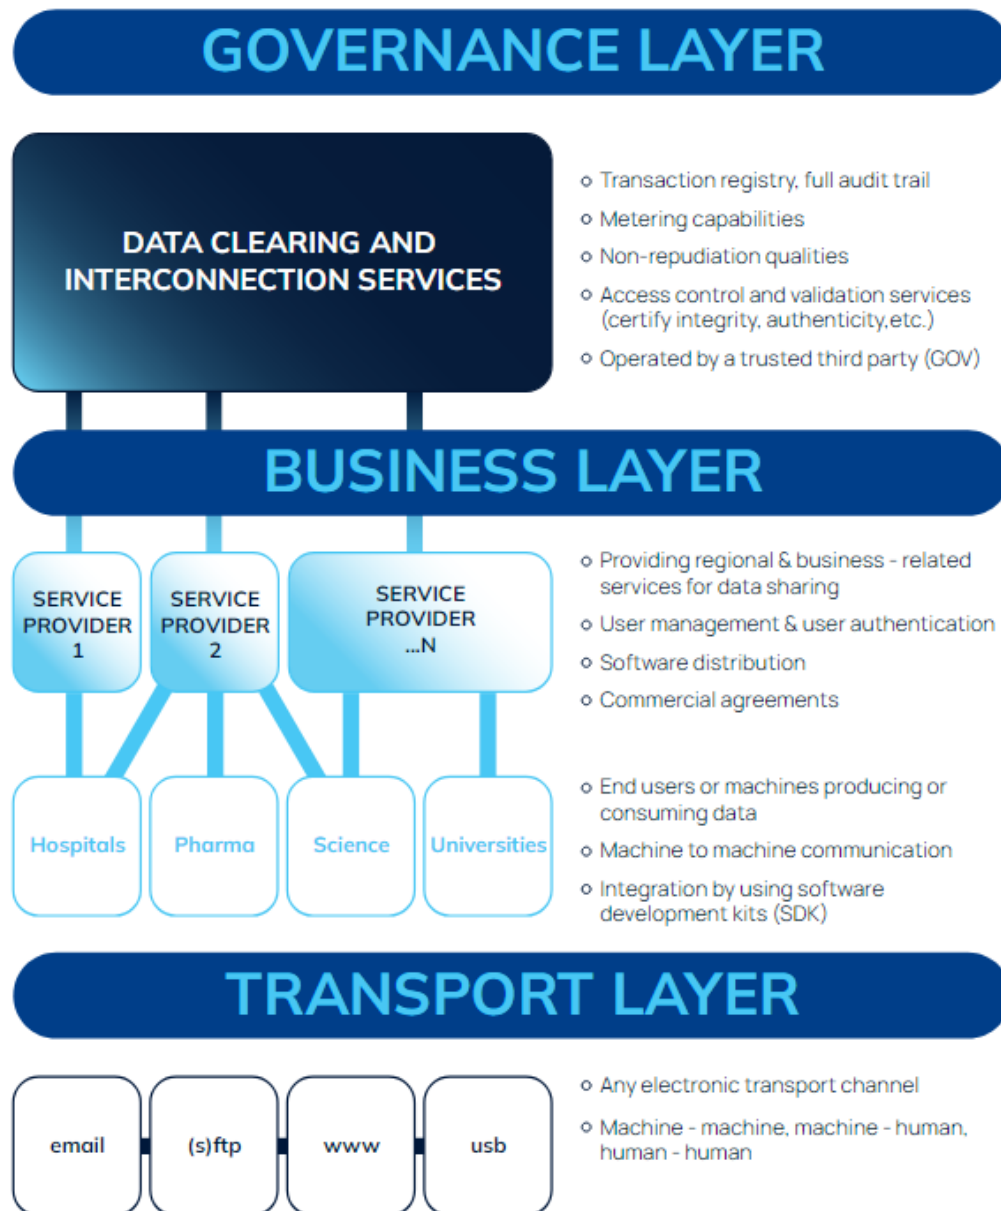 GOVERNANCE LAYER
DATA CLEARING AND
INTERCONNECTION SERVICES
Transaction registry, full audit trail
Metering capabilities
Non-repudiation qualities
Access control and validation services
(certify integrity, authenticity,etc.)
Operated by a trusted third party (GOV)
BUSINESS LAYER
SERVICE
PROVIDER
1
SERVICE
PROVIDER
2
SERVICE
PROVIDER
...N
Providing regional & business - related
services for data sharing
User management & user authentication
Software distribution
Commercial agreements
Hospitals
Pharma
Science
Universities
End users or machines producing or
consuming data
Machine to machine communication
Integration by using software
development kits (SDK)
TRANSPORT LAYER
email
(s)ftp
www
usb
Any electronic transport channel
Machine - machine, machine - human,
human - human